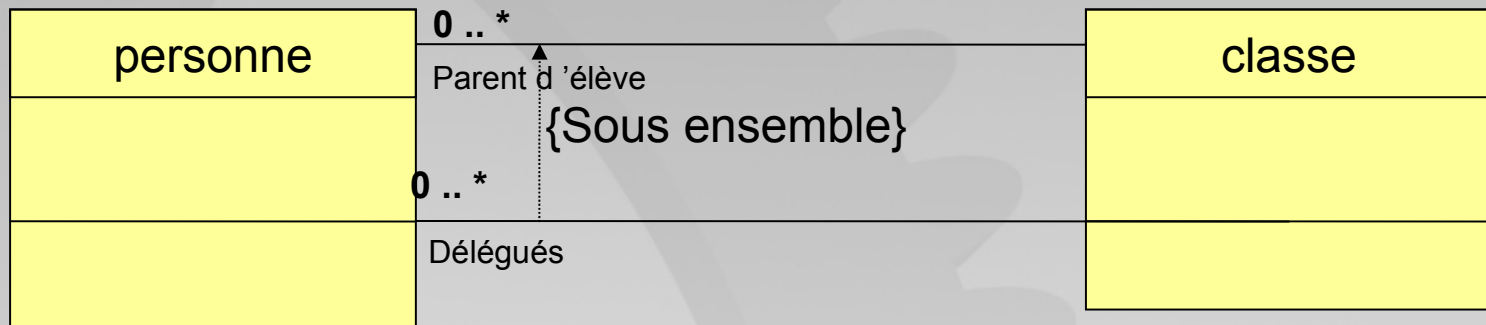 personne
0 .. *
classe
Parent d ’élève
{Sous ensemble}
0 .. *
Délégués